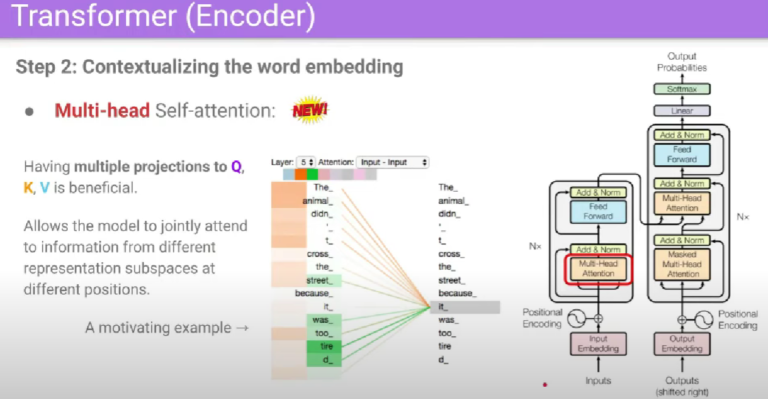 Transformer (Encoder)
Step 2: Contextualizing the word embedding
● Multi-head Self-attention:
NEW!
Having multiple projections to Q,
K, V is beneficial.
Allows the model to jointly attend
to information from different
representation subspaces at
different positions.
A motivating example →
Layer: 5 Attention: Input - Input
The_
animal_
didn_
'_
t_
cross_
the_
street_
because_
it_
was_
too_
tire
d_
The_
animal_
didn_
'_
t_
cross_
the_
street_
because_
it_
was_
too_
tire
d_
Output
Probabilities
Softmax
Linear
Add & Norm
Feed
Forward
Add & Norm
Multi-Head
Attention
Add & Norm
Masked
Multi-Head
Attention
Nx
Add & Norm
Feed
Forward
Add & Norm
Multi-Head
Attention
Nx
Positional
Encoding
Positional
Encoding
Input
Embedding
Output
Embedding
Inputs
Outputs
(shifted right)